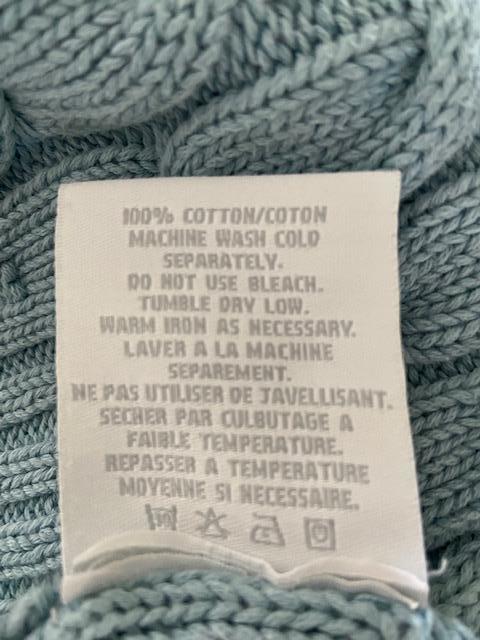 100% COTTON/COTON
MACHINE WASH COLD
SEPARATELY.
DO NOT USE BLEACH.
TUMBLE DRY LOW.
WARM IRON AS NECESSARY.
LAVER A LA MACHINE
SEPAREMENT.
NE PAS UTILISER DE JAVELLISANT.
SECHER PAR CULBUTAGE A
FAIBLE TEMPERATURE.
REPASSER A TEMPERATURE
MOYENNE SI NECESSAIRE.